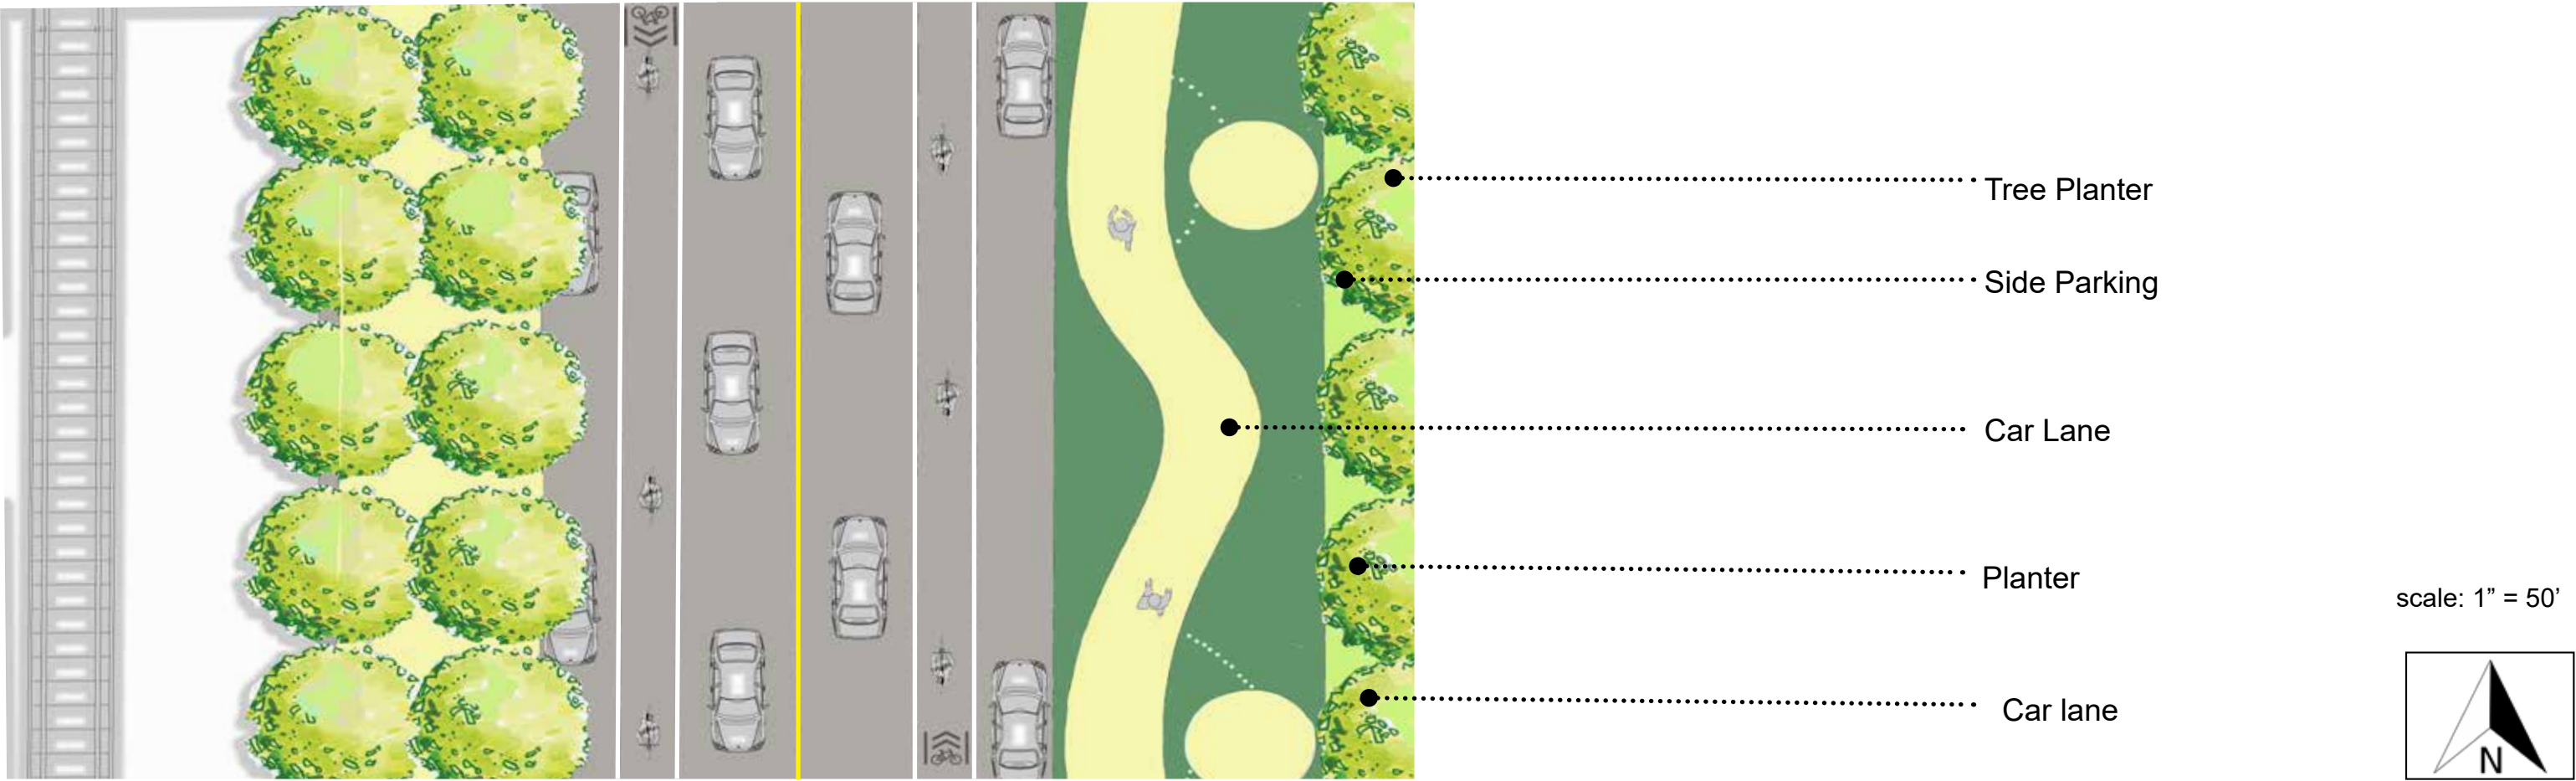 Tree Planter
Side Parking
Car Lane
Planter
scale: 1” = 50’
Car lane
N